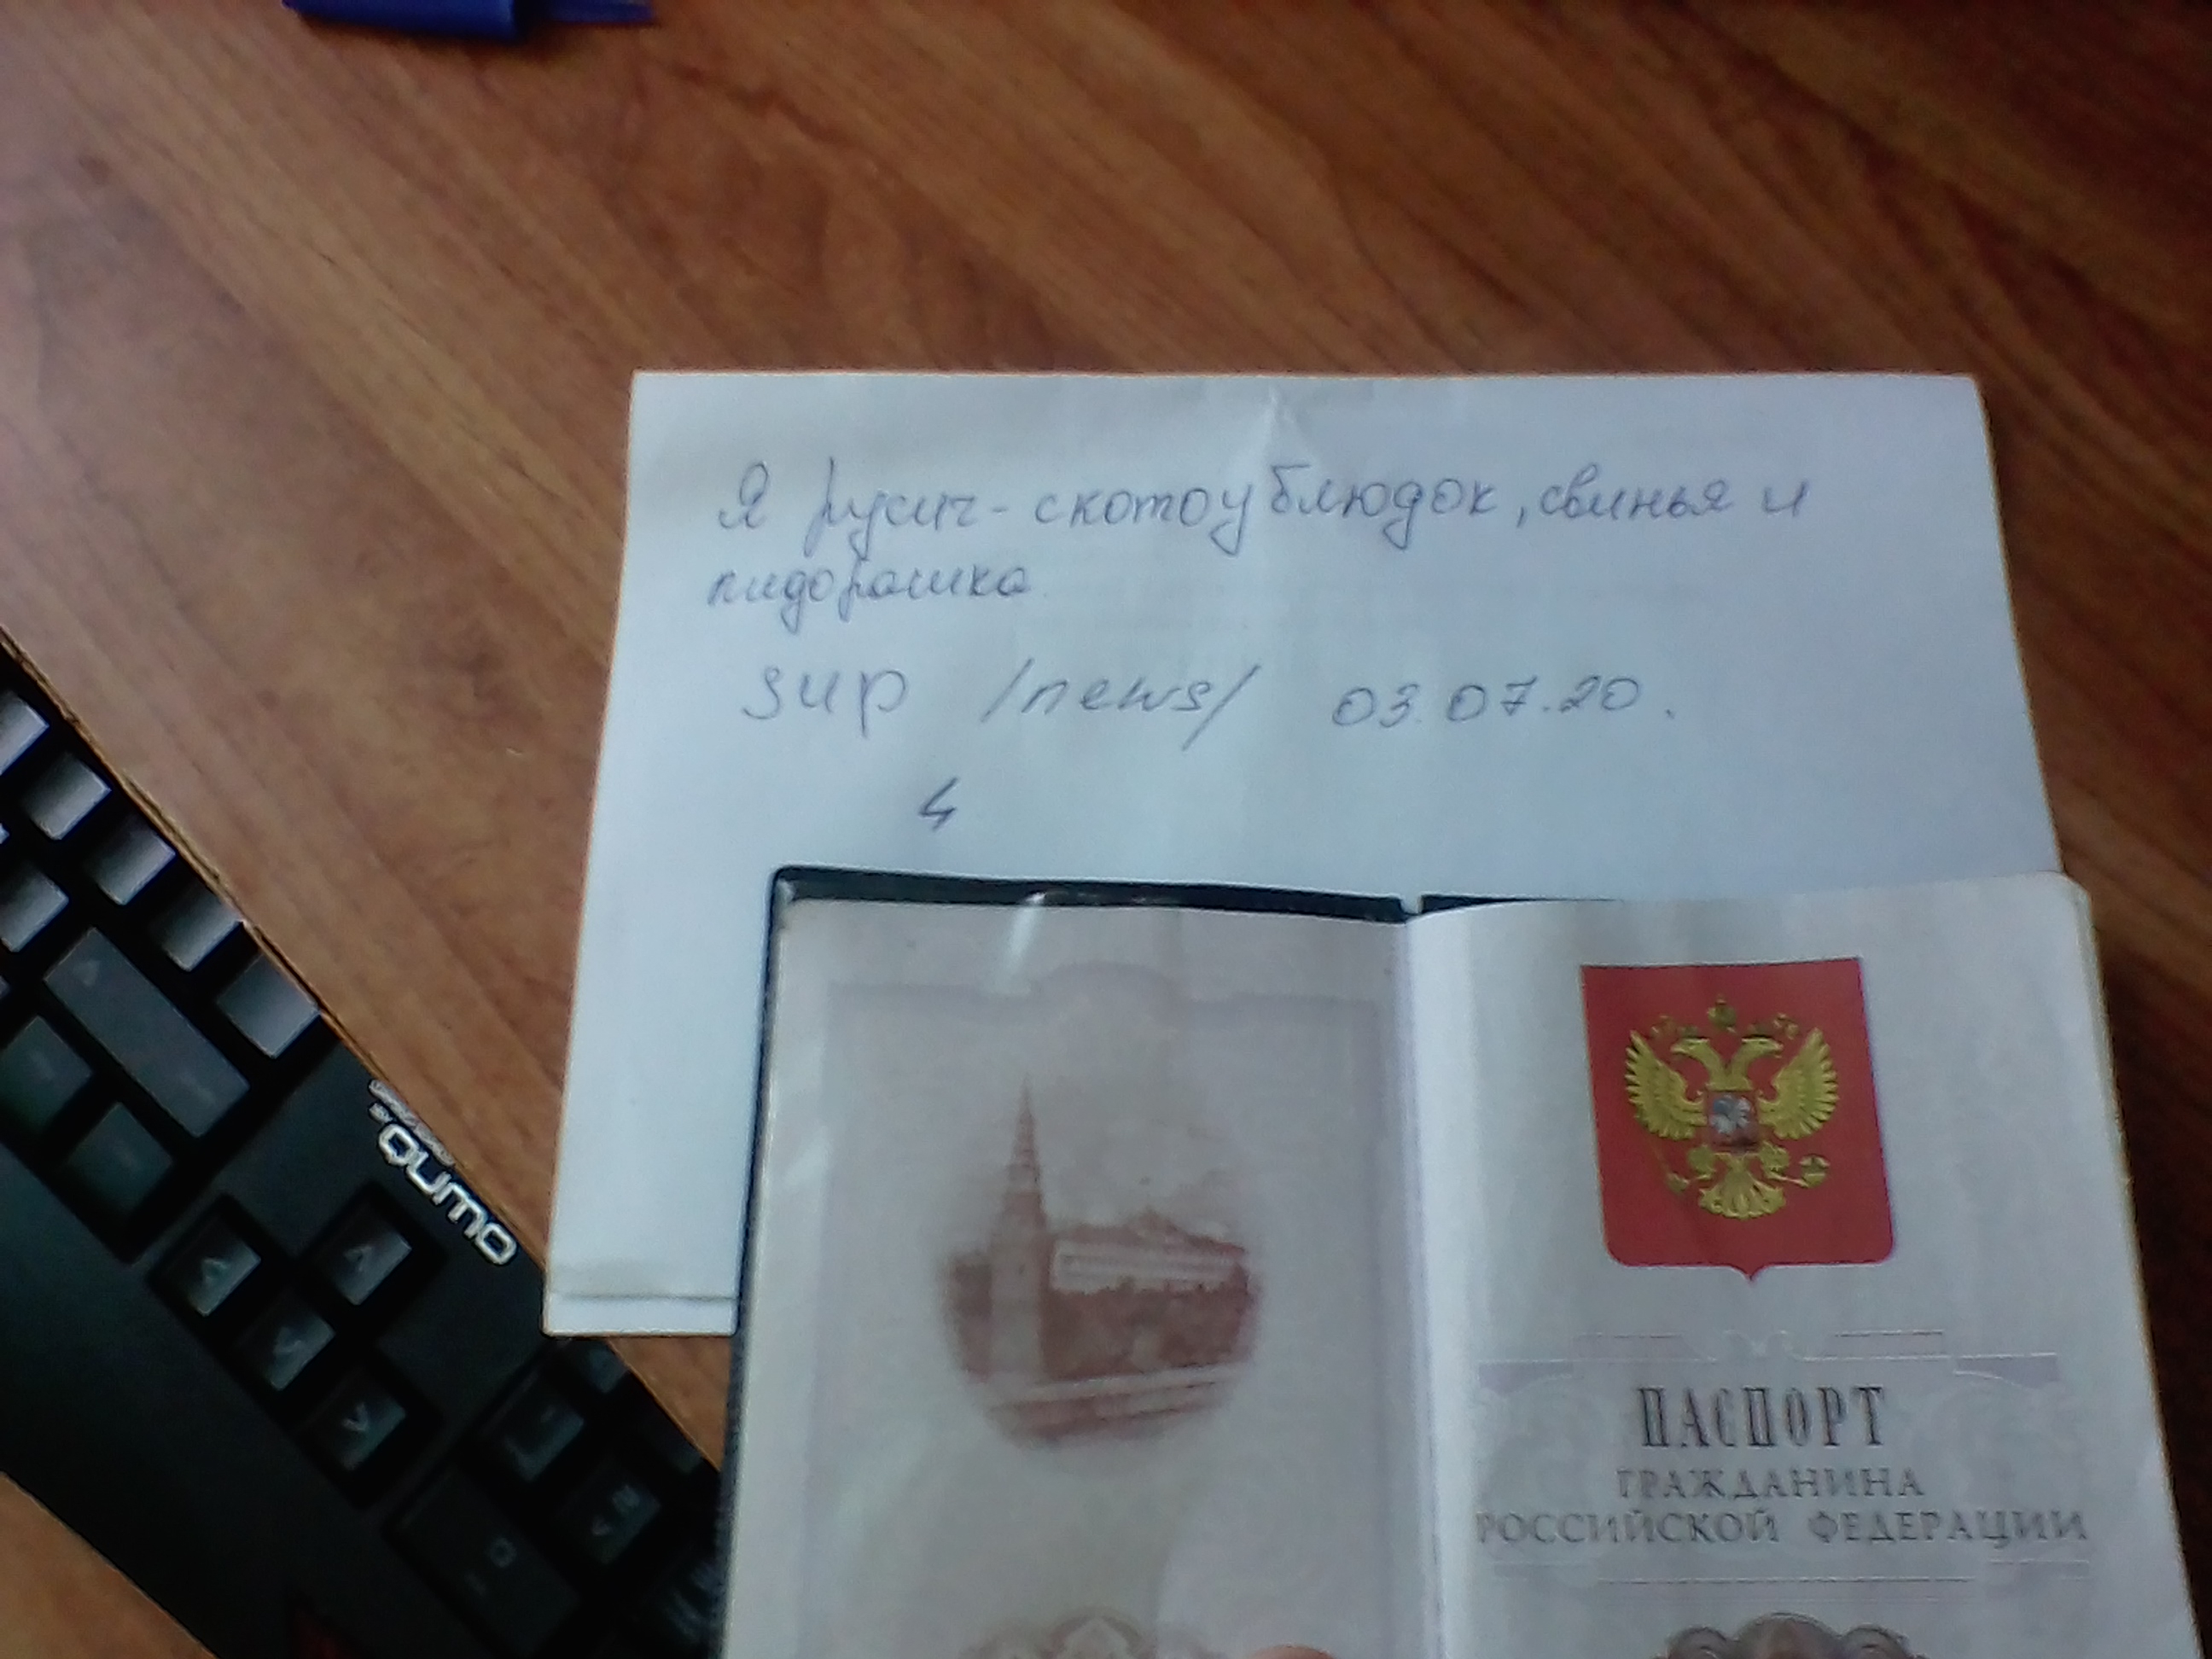 Я русич - скотоублюдок, свинья и
пидорашка
sup /news/ 03.07.20.
4
QUMO
ПАСПОРТ
ГРАЖДАНИНА
РОССИЙСКОЙ ФЕДЕРАЦИИ